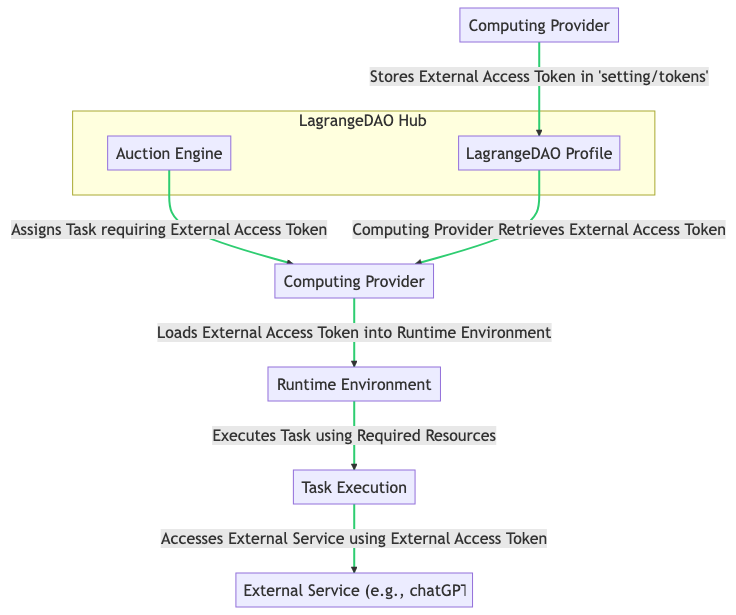 Computing Provider
Stores External Access Token in 'setting/tokens'
LagrangeDAO Hub
Auction Engine
LagrangeDAO Profile
Assigns Task requiring External Access Token
Computing Provider Retrieves External Access Token
Computing Provider
Loads External Access Token into Runtime Environment
Runtime Environment
Executes Task using Required Resources
Task Execution
Accesses External Service using External Access Token
External Service (e.g., chatGPT